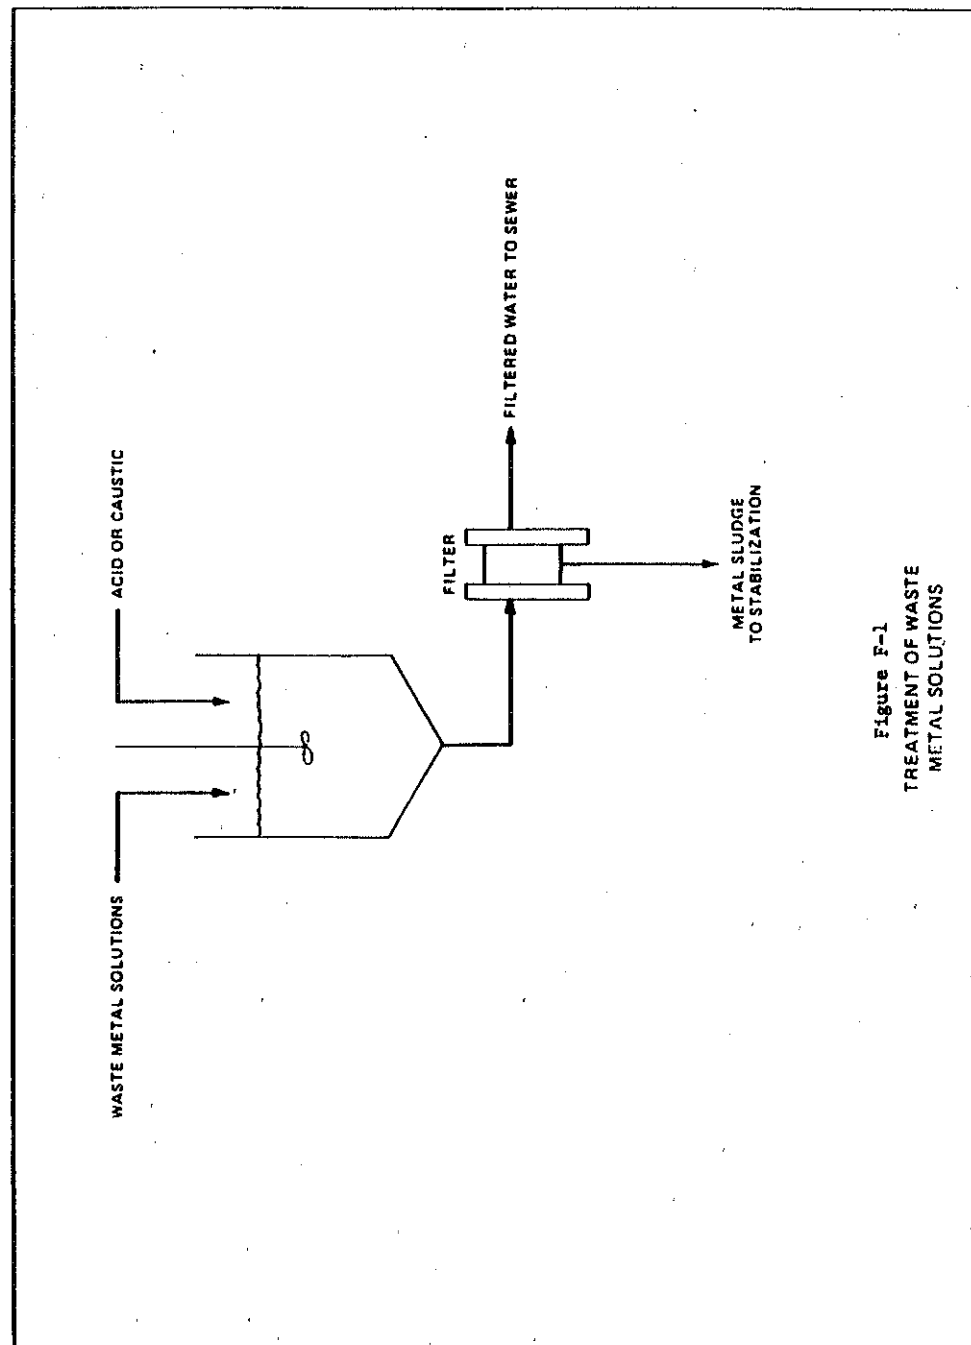 WASTE METAL SOLUTIONS
ACID OR CAUSTIC
FILTER
FILTERED WATER TO SEWER
METAL SLUDGE
TO STABILIZATION
Figure F-1
TREATMENT OF WASTE
METAL SOLUTIONS